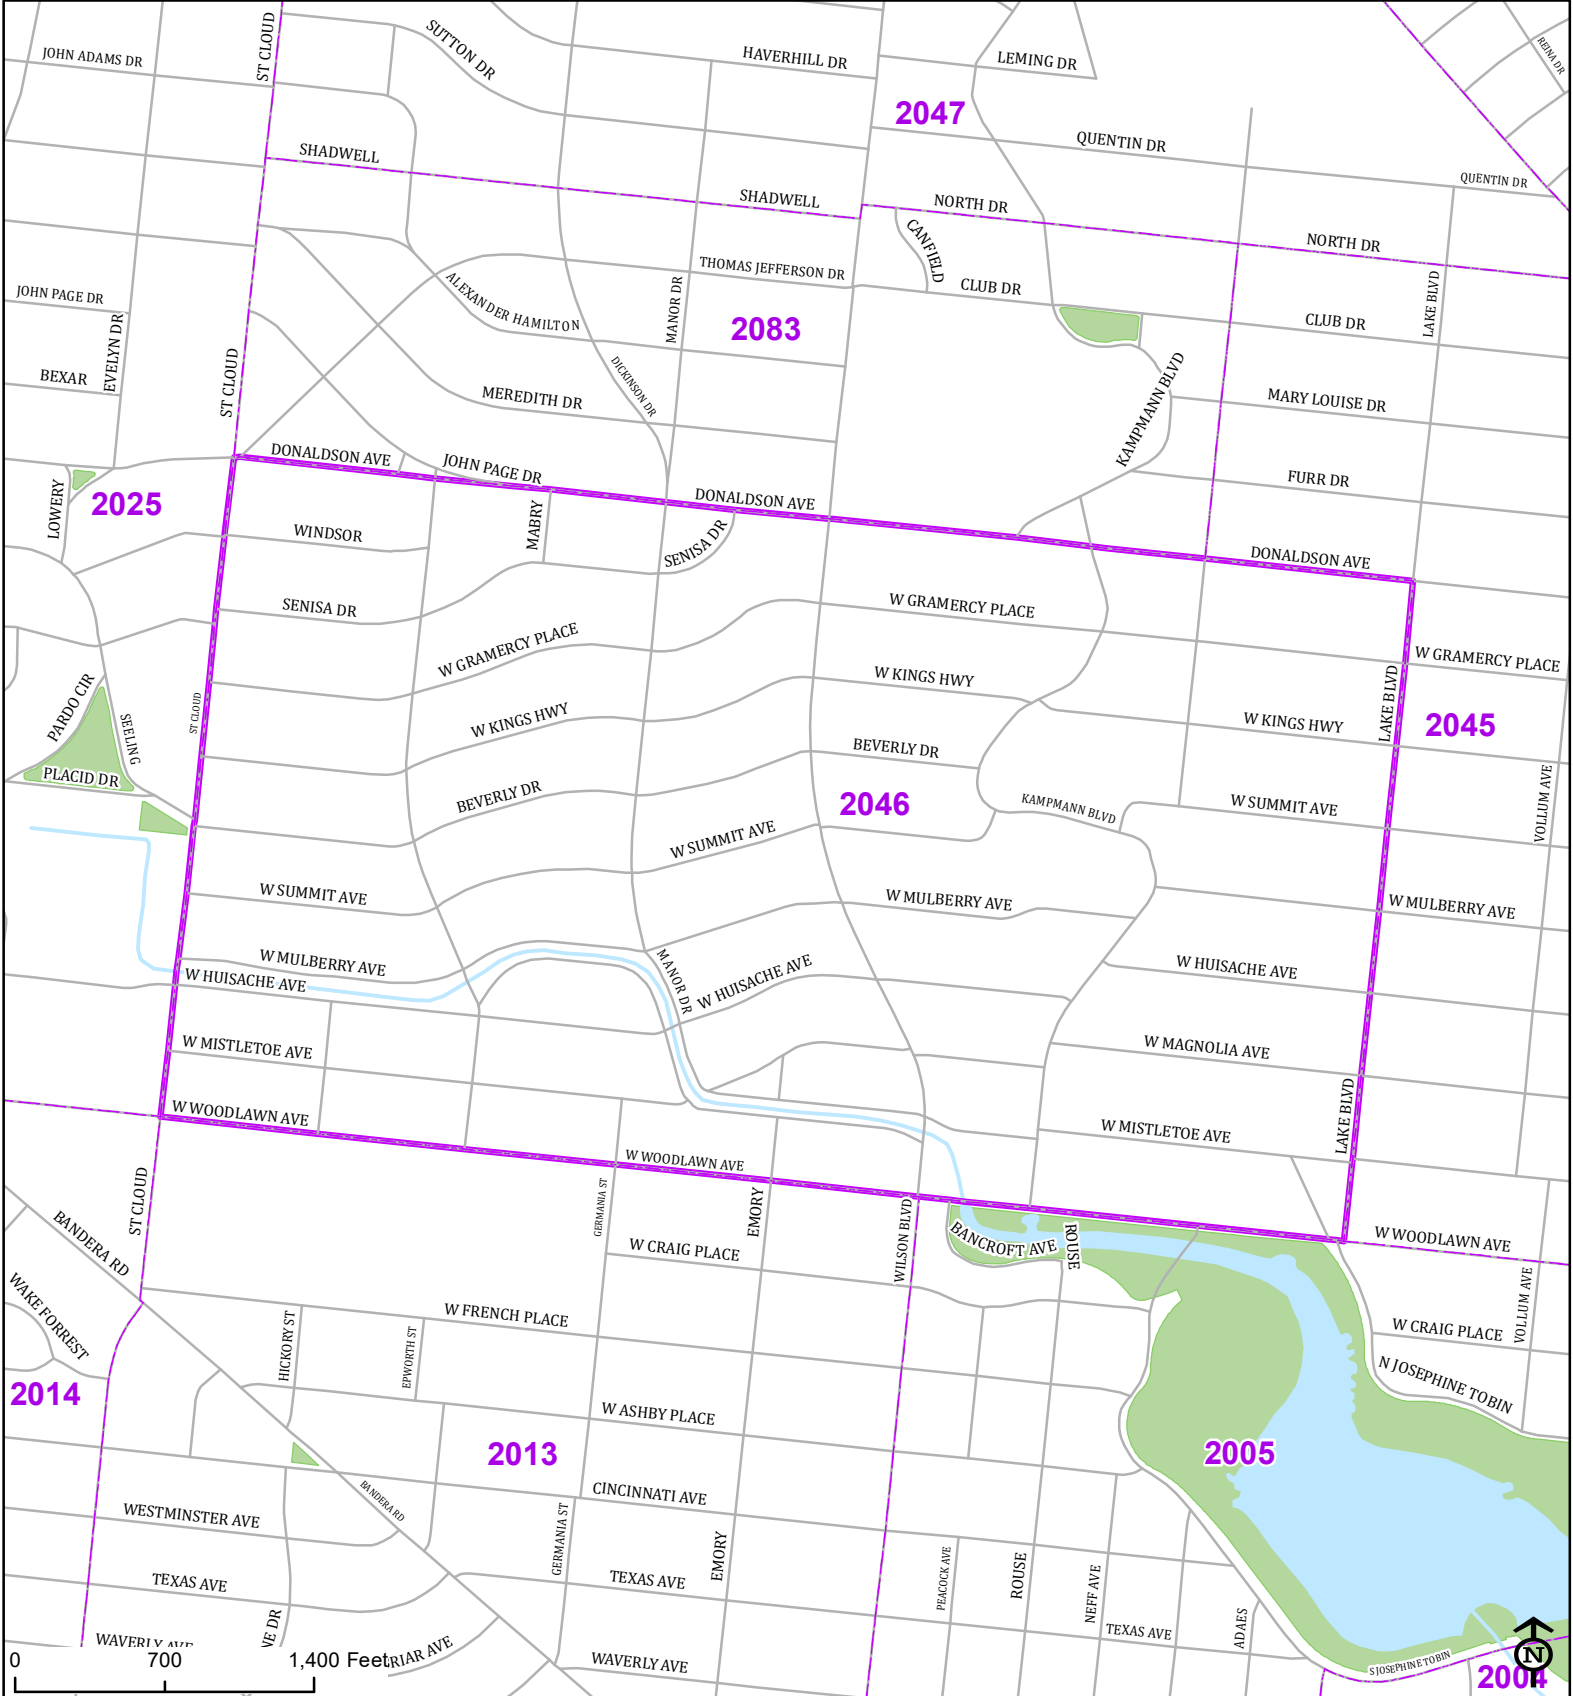 ST CLOUD
SUTTON DR
HAVERHILL DR
LEMING DR
REINA DR
JOHN ADAMS DR
2047
QUENTIN DR
QUENTIN DR
SHADWELL
SHADWELL
NORTH DR
NORTH DR
CANFIELD
THOMAS JEFFERSON DR
CLUB DR
CLUB DR
LAKE BLVD
JOHN PAGE DR
ALEXANDER HAMILTON
MANOR DR
2083
EVELYN DR
BEXAR
ST CLOUD
DICKINSON DR
MEREDITH DR
KAMPMANN BLVD
MARY LOUISE DR
DONALDSON AVE
JOHN PAGE DR
FURR DR
LOWERY
2025
DONALDSON AVE
MABRY
WINDSOR
SENISA DR
DONALDSON AVE
SENISA DR
W GRAMERCY PLACE
W GRAMERCY PLACE
W GRAMERCY PLACE
PARDO CIR
SEELING
ST CLOUD
W KINGS HWY
W KINGS HWY
W KINGS HWY
LAKE BLVD
2045
PLACID DR
BEVERLY DR
BEVERLY DR
2046
KAMPMANN BLVD
W SUMMIT AVE
VOLLUM AVE
W SUMMIT AVE
W SUMMIT AVE
W MULBERRY AVE
W MULBERRY AVE
W MULBERRY AVE
W HUISACHE AVE
MANOR DR
W HUISACHE AVE
W HUISACHE AVE
W MISTLETOE AVE
W MAGNOLIA AVE
W WOODLAWN AVE
W MISTLETOE AVE
LAKE BLVD
W WOODLAWN AVE
ST CLOUD
GERMANIA ST
EMORY
WILSON BLVD
BANCROFT AVE
ROUSE
W WOODLAWN AVE
BANDERA RD
W CRAIG PLACE
WAKE FORREST
W FRENCH PLACE
HICKORY ST
EPWORTH ST
VOLLUM AVE
W CRAIG PLACE
N JOSEPHINE TOBIN
2014
W ASHBY PLACE
2013
2005
BANDERA RD
CINCINNATI AVE
WESTMINSTER AVE
GERMANIA ST
EMORY
TEXAS AVE
TEXAS AVE
PEACOCK AVE
ROUSE
NEFF AVE
ADAES
TEXAS AVE
WAVERLY AVE
NE DR
RIAR AVE
WAVERLY AVE
S JOSEPHINE TOBIN
N
2004
0 700 1,400 Feet